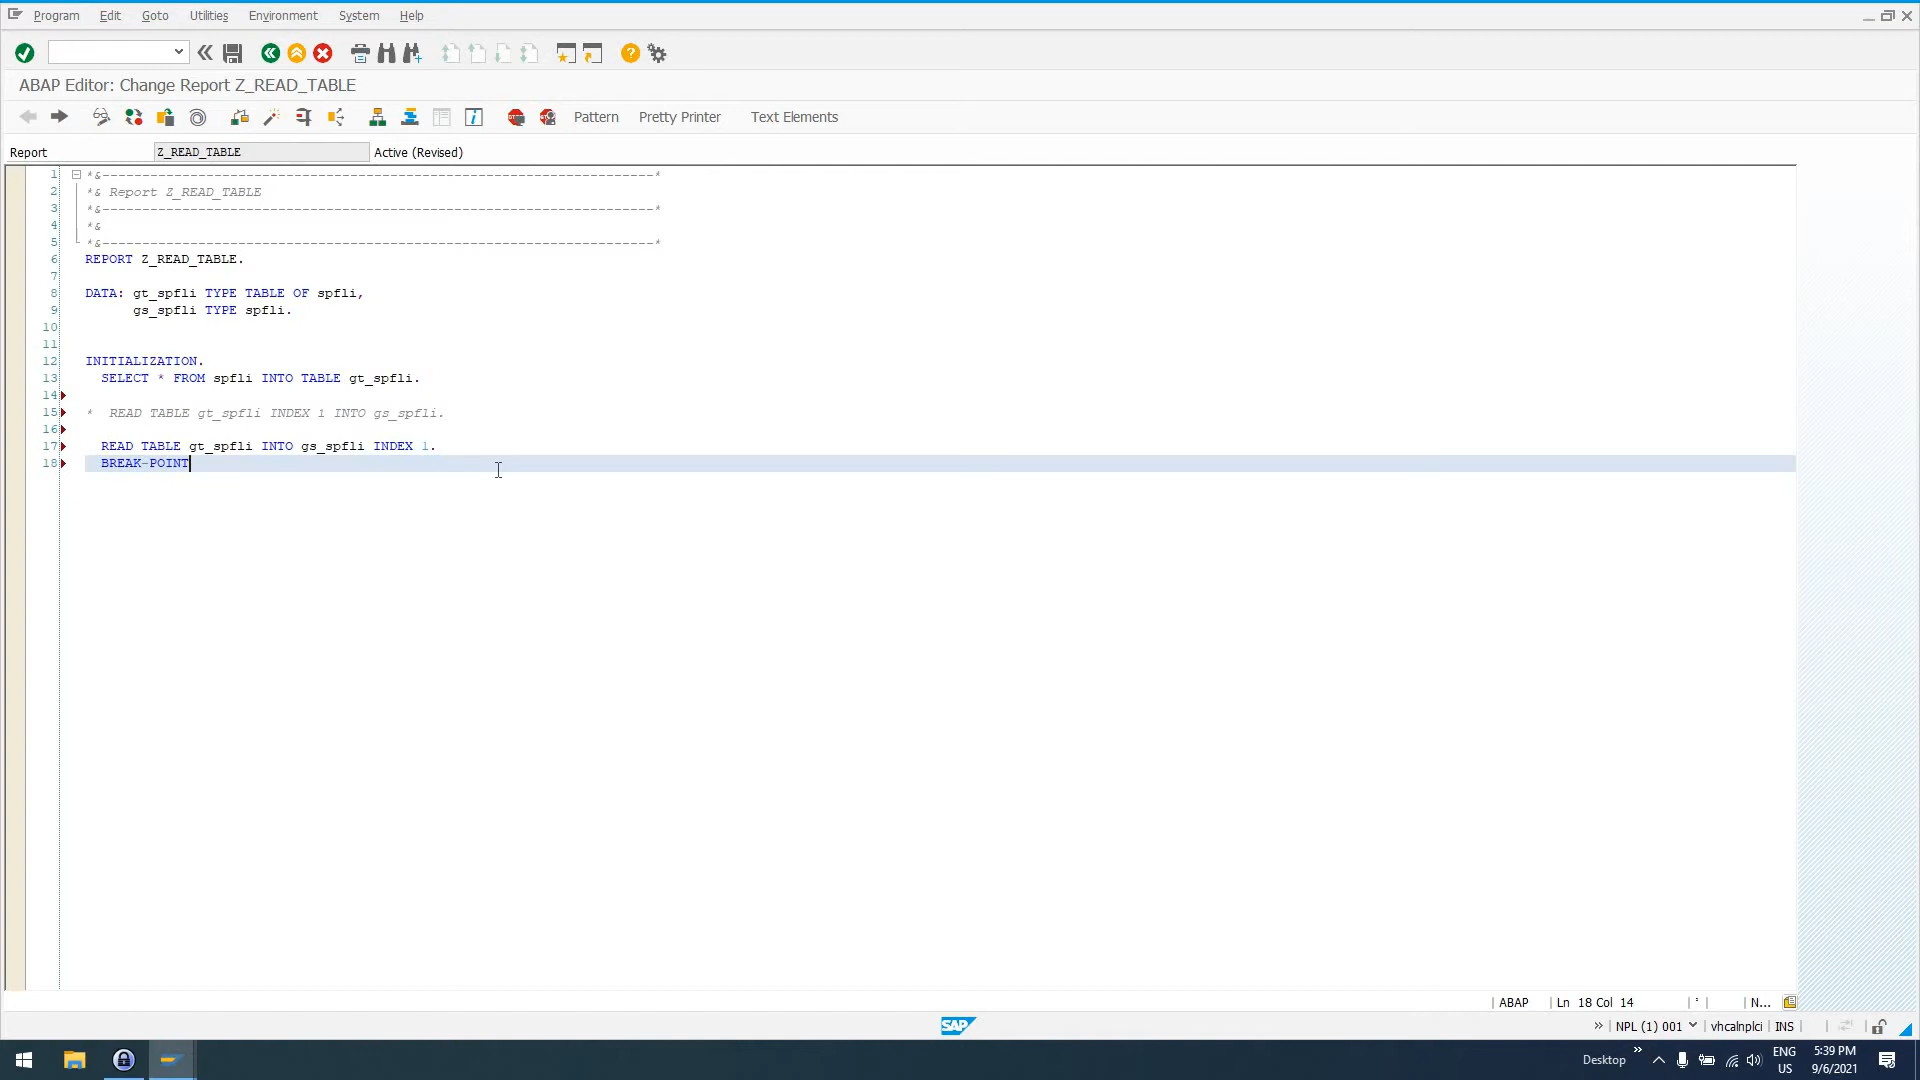 Program Edit Goto Utilities Environment System Help
ABAP Editor: Change Report Z_READ_TABLE
Pattern Pretty Printer Text Elements
Report Z_READ_TABLE Active (Revised)
1 *&---------------------------------------------------------------------*
2 *& Report Z_READ_TABLE
3 *&---------------------------------------------------------------------*
4 *&
5 *&---------------------------------------------------------------------*
6 REPORT Z_READ_TABLE.
7
8 DATA: gt_spfli TYPE TABLE OF spfli,
9 gs_spfli TYPE spfli.
10
11
12 INITIALIZATION.
13 SELECT * FROM spfli INTO TABLE gt_spfli.
14
15 * READ TABLE gt_spfli INDEX 1 INTO gs_spfli.
16
17 READ TABLE gt_spfli INTO gs_spfli INDEX 1.
18 BREAK-POINT
ABAP Ln 18 Col 14 N...
SAP » NPL (1) 001 vhcalnplci INS
Desktop » ENG 5:39 PM
US 9/6/2021